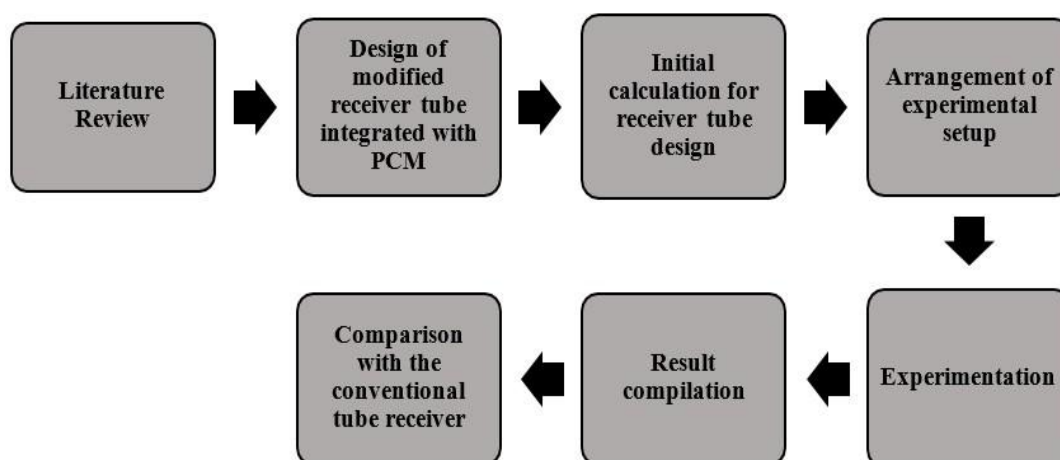 Literature
Review
Design of
modified
receiver tube
integrated with
PCM
Initial
calculation for
receiver tube
design
Arrangement of
experimental
setup
Experimentation
Result
compilation
Comparison
with the
conventional
tube receiver